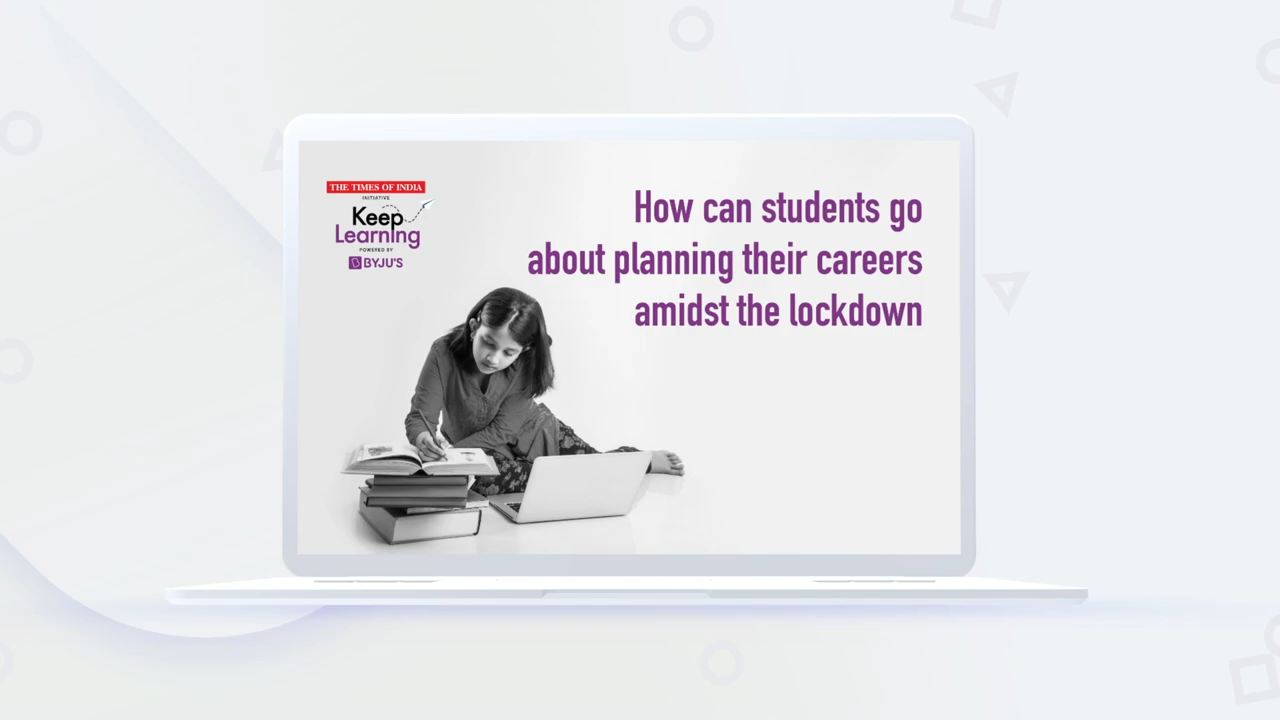 THE TIMES OF INDIA
INITIATIVE
Keep
Learning
POWERED BY
BYJU'S
How can students go
about planning their careers
amidst the lockdown